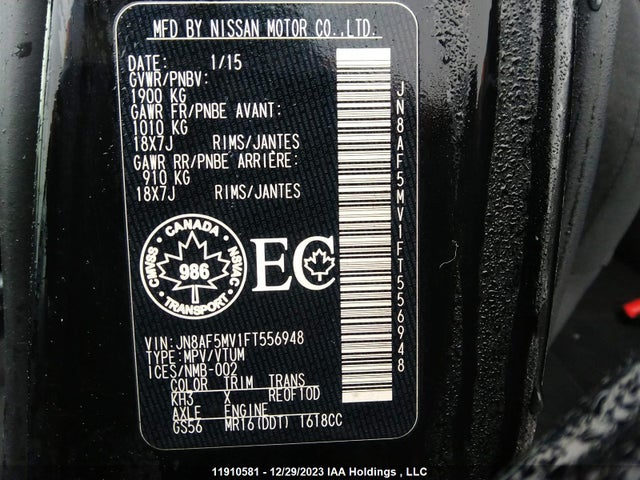 MFD BY NISSAN MOTOR CO.,LTD.
DATE: 1/15
GVWR/PNBV:
1900 KG
GAWR FR/PNBE AVANT:
1010 KG
18X7J RIMS/JANTES
GAWR RR/PNBE ARRIÈRE:
910 KG
18X7J RIMS/JANTES
CANADA
CMVSS 986 NSVAC
TRANSPORT
EC
VIN:JN8AF5MV1FT556948
TYPE:MPV/VTUM
ICES/NMB-002
COLOR TRIM TRANS
KH3 X RE0F10D
AXLE ENGINE
GS56 MR16(DDT) 16T8CC
JN8AF5MV1FT556948
11910581 - 12/29/2023 IAA Holdings , LLC